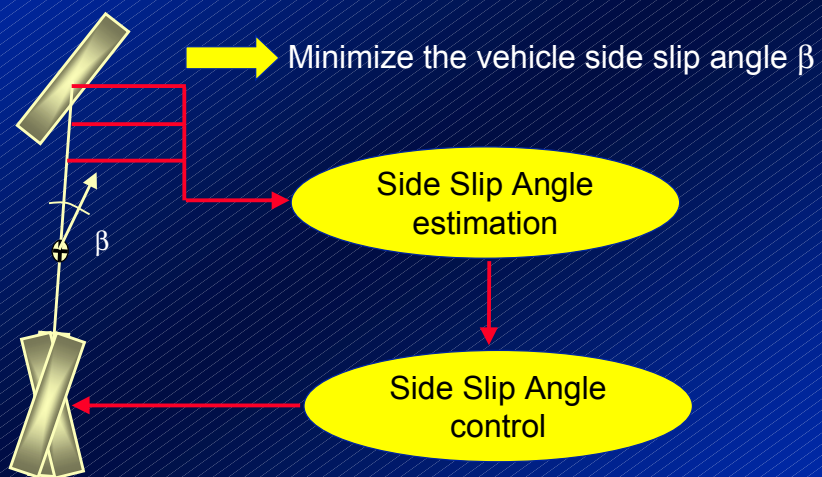 Minimize the vehicle side slip angle β
Side Slip Angle
estimation
β
Side Slip Angle
control